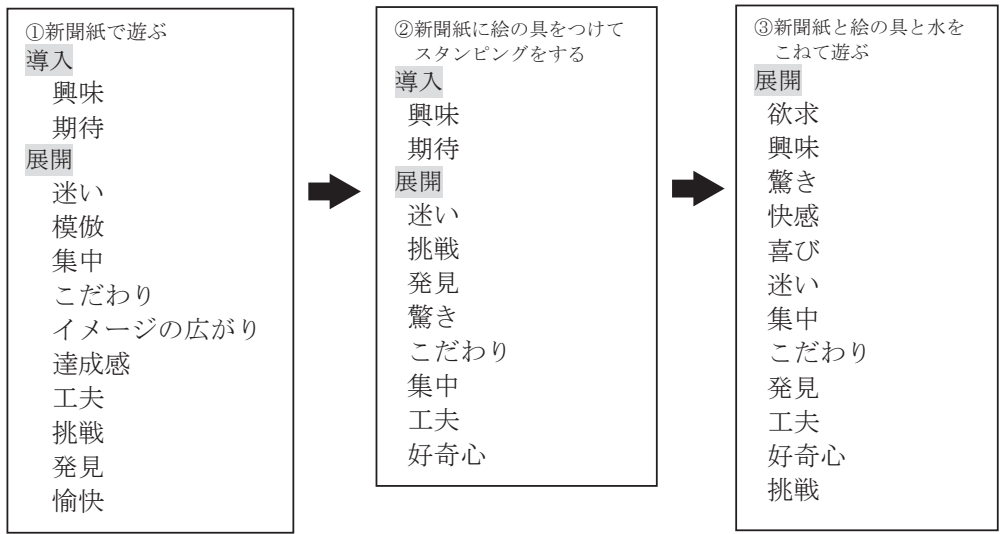 ①新聞紙で遊ぶ
導入
興味
期待
展開
迷い
模倣
集中
こだわり
イメージの広がり
達成感
工夫
挑戦
発見
愉快
②新聞紙に絵の具をつけて
スタンピングをする
導入
興味
期待
展開
迷い
挑戦
発見
驚き
こだわり
集中
工夫
好奇心
③新聞紙と絵の具と水を
こねて遊ぶ
展開
欲求
興味
驚き
快感
喜び
迷い
集中
こだわり
発見
工夫
好奇心
挑戦